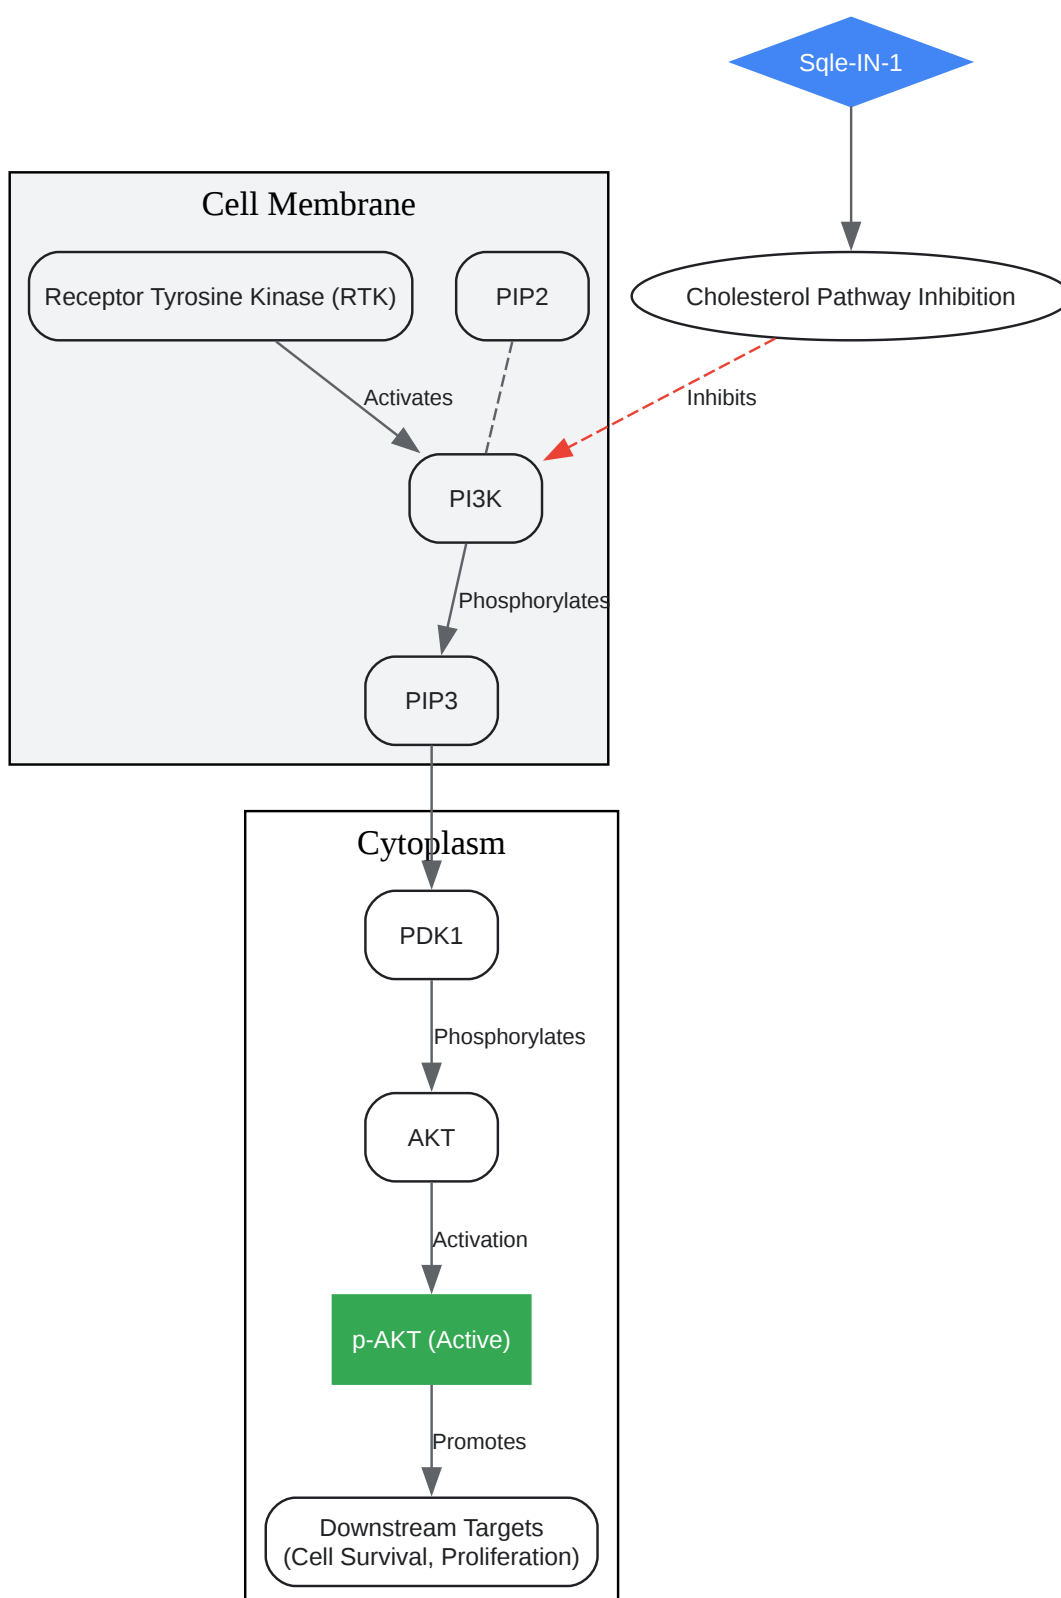 Sqle-IN-1
Cell Membrane
Receptor Tyrosine Kinase (RTK)
PIP2
Cholesterol Pathway Inhibition
Activates
Inhibits
PI3K
Phosphorylates
PIP3
Cytoplasm
PDK1
Phosphorylates
AKT
Activation
p-AKT (Active)
Promotes
Downstream Targets
(Cell Survival, Proliferation)